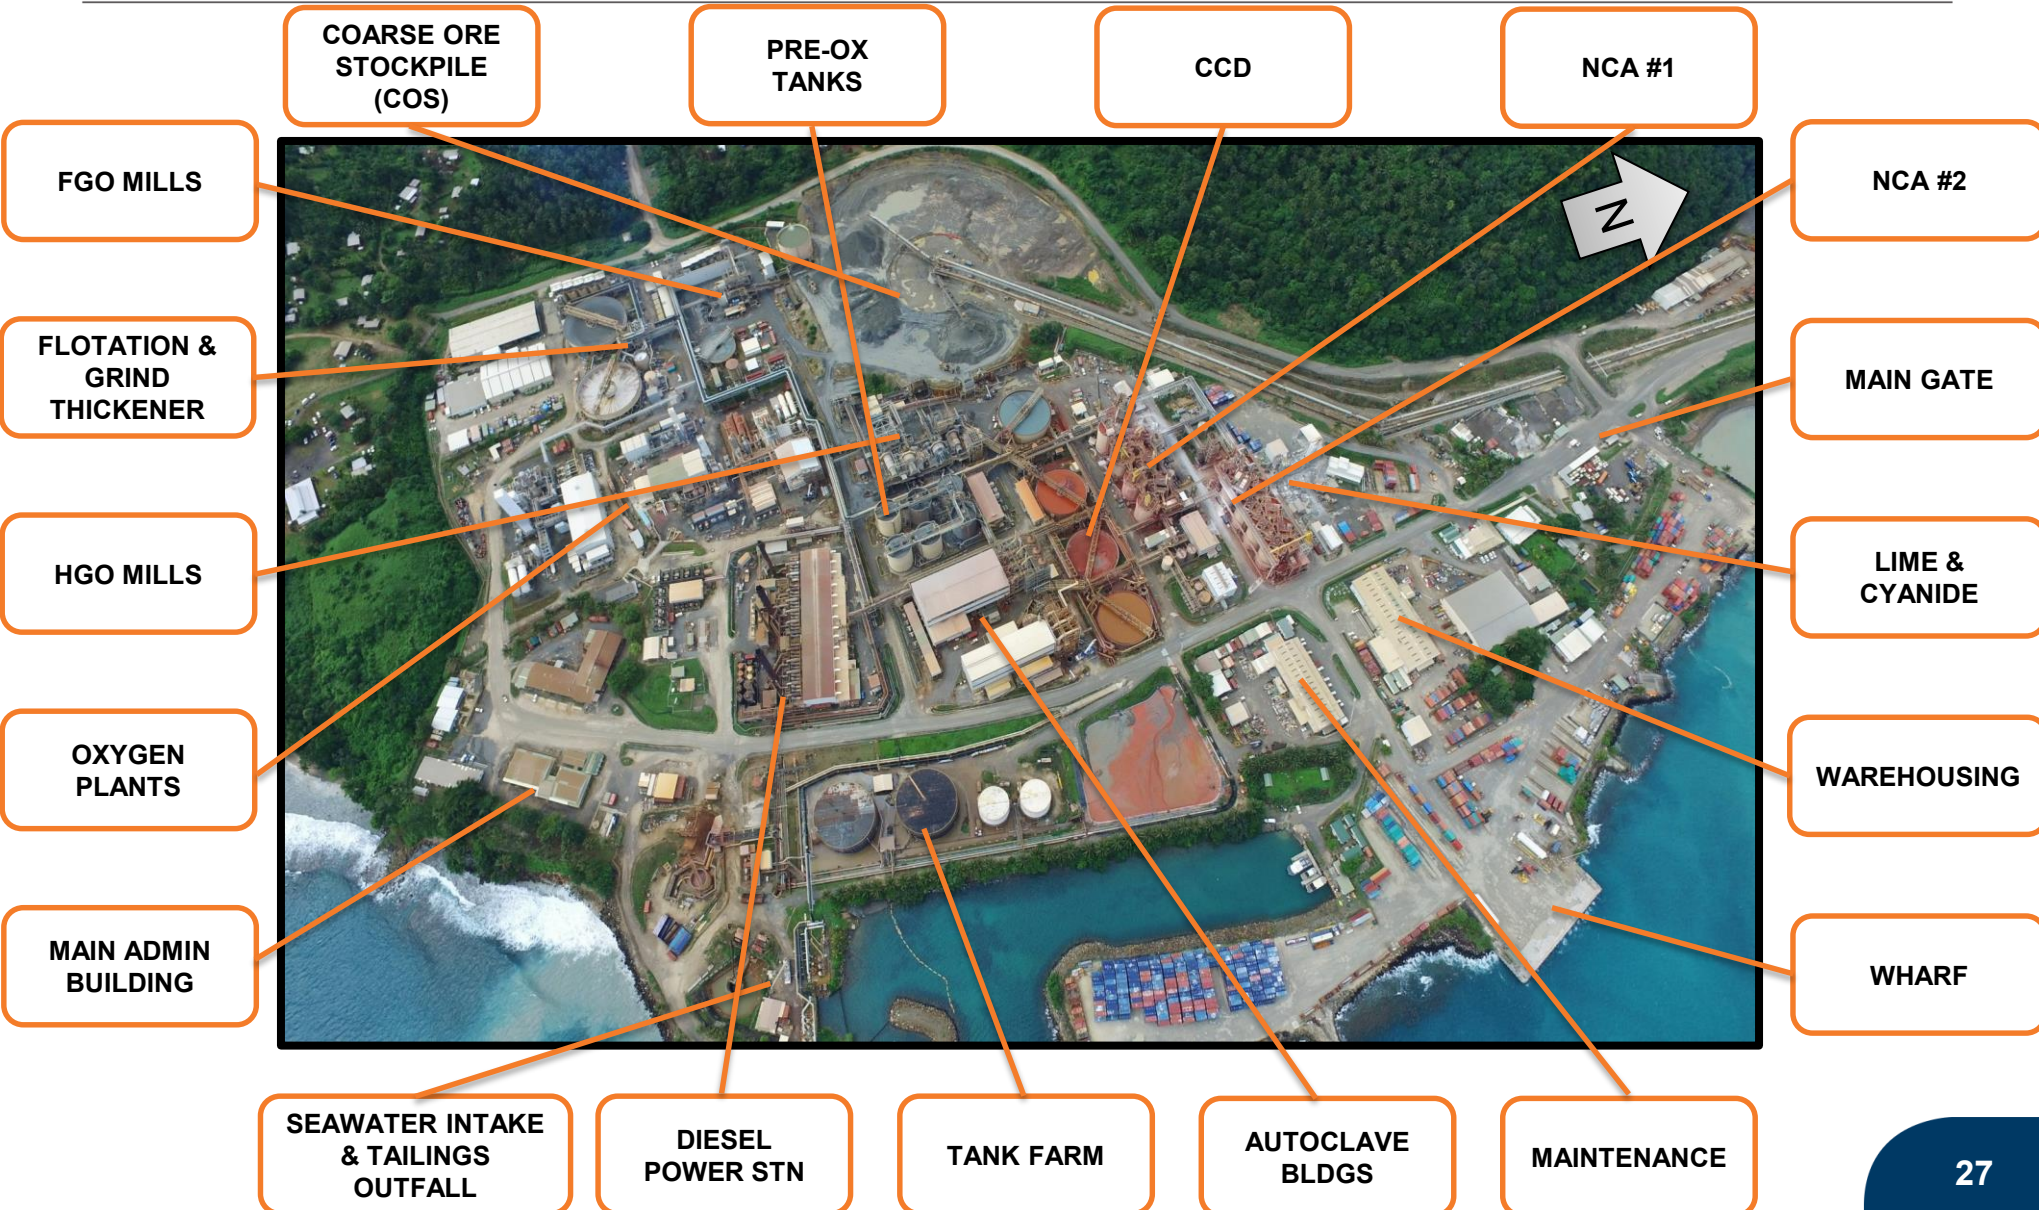 COARSE ORE
STOCKPILE
(COS)
PRE-OX
TANKS
CCD
NCA #1
FGO MILLS
NCA #2
N
FLOTATION &
GRIND
THICKENER
MAIN GATE
HGO MILLS
LIME &
CYANIDE
OXYGEN
PLANTS
WAREHOUSING
MAIN ADMIN
BUILDING
WHARF
SEAWATER INTAKE
& TAILINGS
OUTFALL
DIESEL
POWER STN
TANK FARM
AUTOCLAVE
BLDGS
MAINTENANCE
27